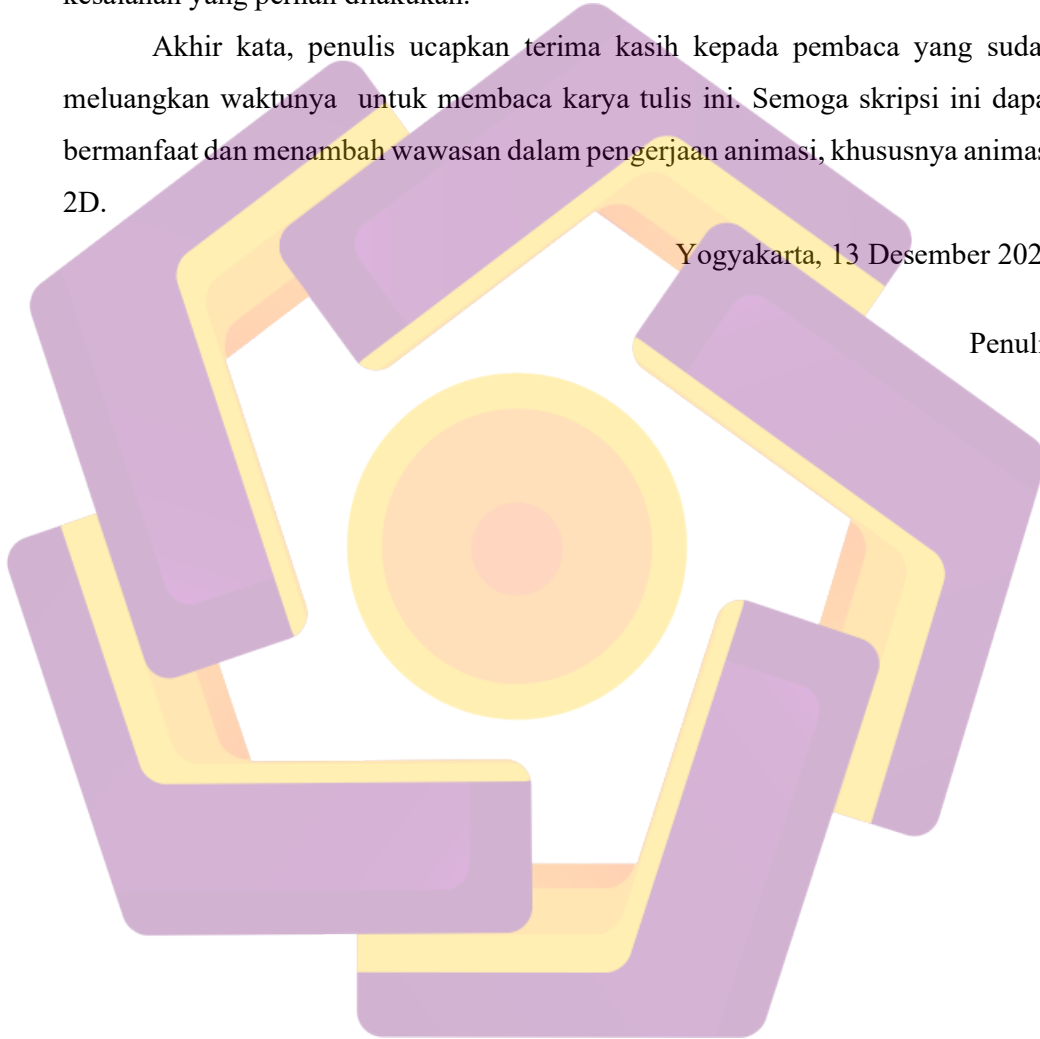 kesalahan yang pernah dilakukan.
Akhir kata, penulis ucapkan terima kasih kepada pembaca yang suda
meluangkan waktunya untuk membaca karya tulis ini. Semoga skripsi ini dapa
bermanfaat dan menambah wawasan dalam pengerjaan animasi, khususnya animas
2D.
Yogyakarta, 13 Desember 202
Penuli